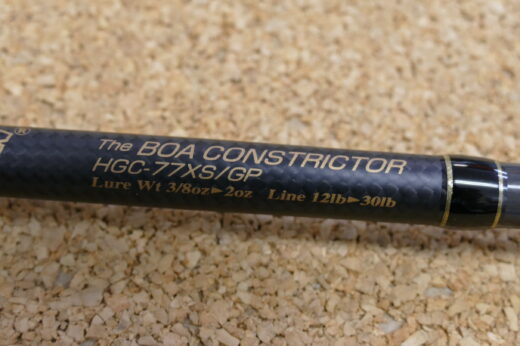 ®
The BOA CONSTRICTOR
HGC-77XS/GP
Lure Wt 3/8oz►2oz Line 12lb►30lb